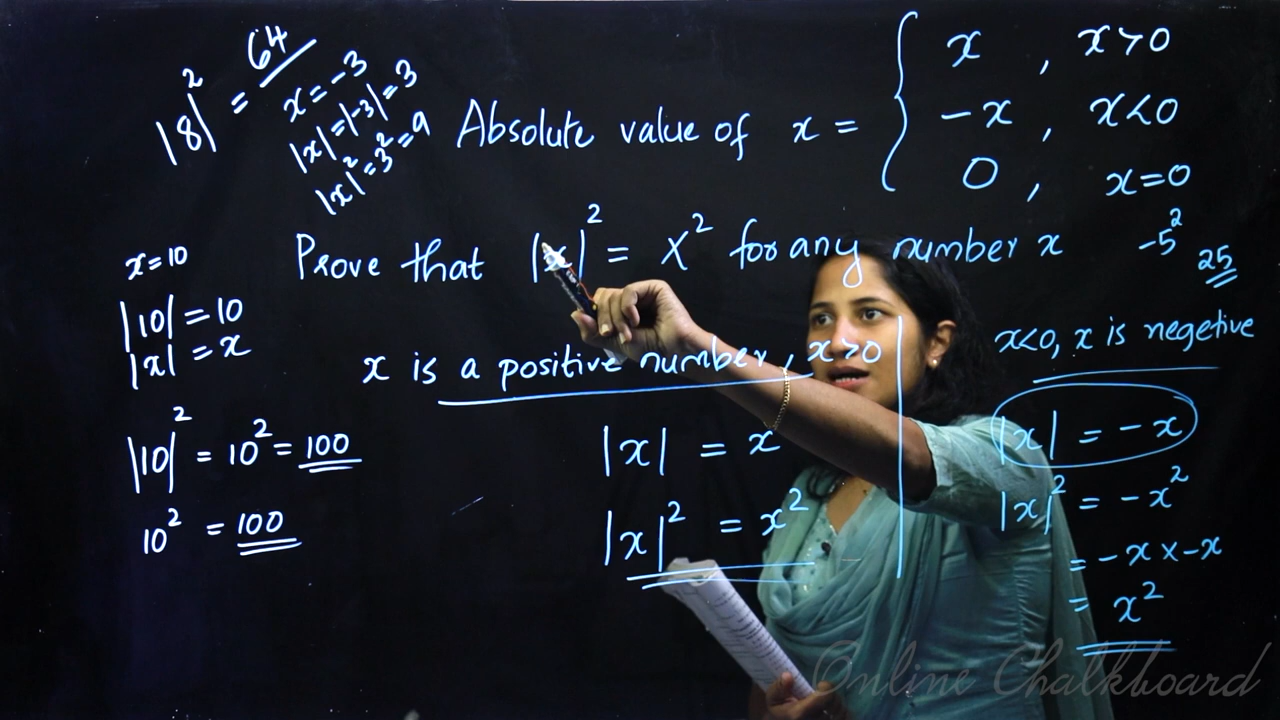 |8|² = 64
x=-3
|x|=|-3|=3
|x|²=3²=9
Absolute value of x = { x , x>0
-x , x<0
0 , x=0
Prove that |x|² = X² for any number x
-5² 25
x=10
|10| = 10
|x| = x
|10|² = 10² = 100
10² = 100
x is a positive number, x>0
|x| = x
|x|² = x²
x<0, x is negetive
|x| = -x
|x|² = -x²
= -x × -x
= x²
Online Chalkboard